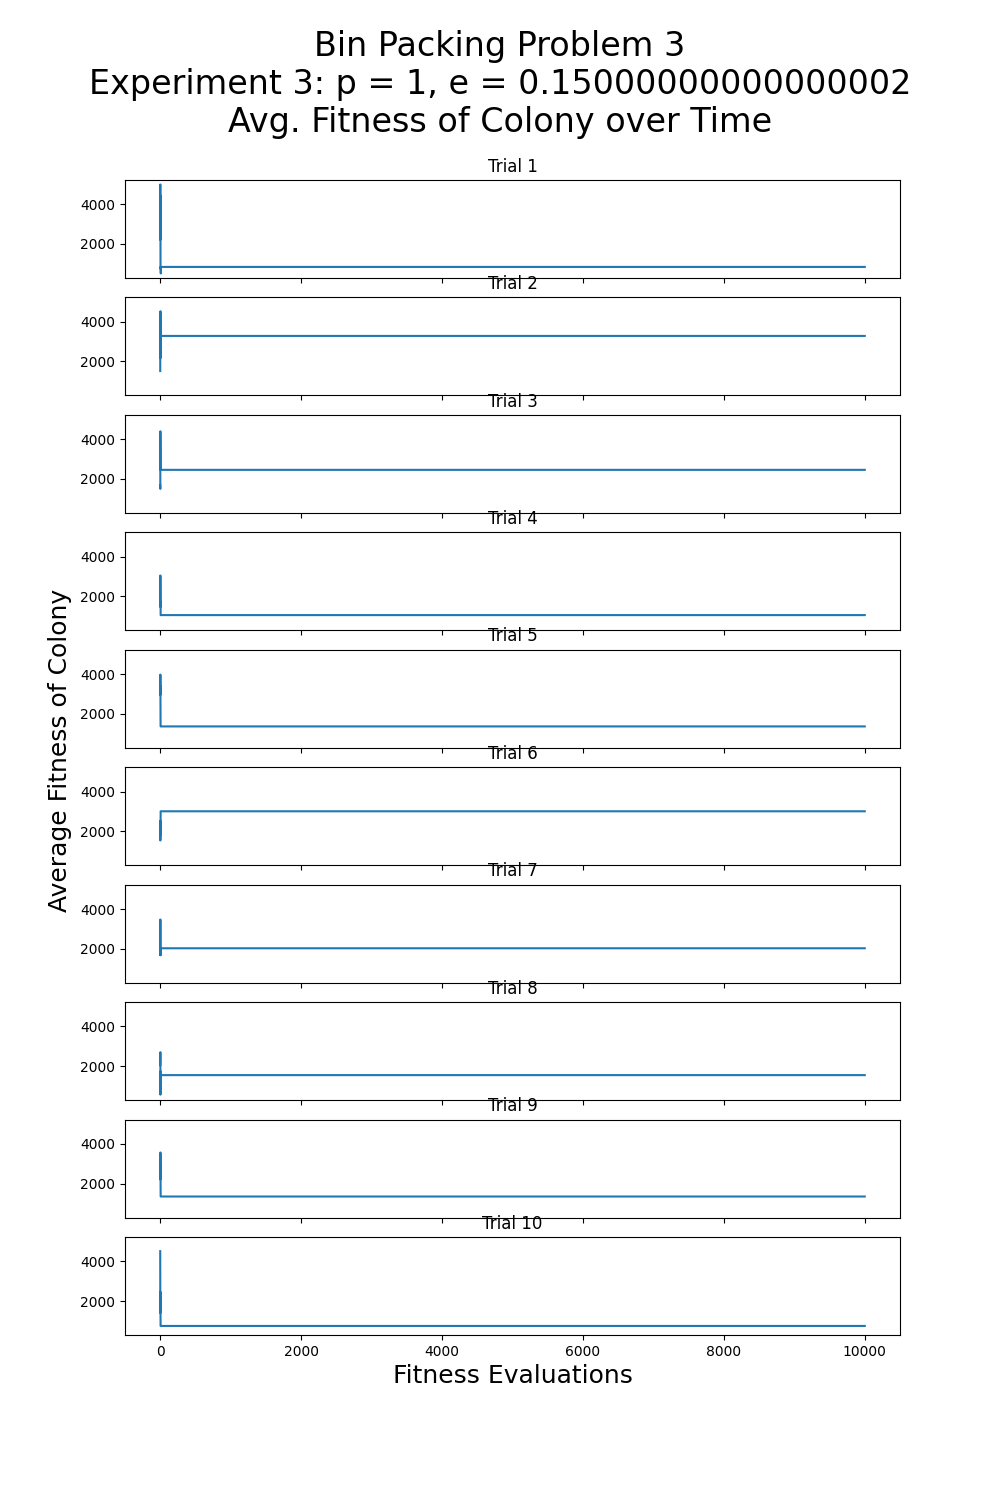 Bin Packing Problem 3
Experiment 3: p = 1, e = 0.15000000000000002
Avg. Fitness of Colony over Time
Trial 1
4000
2000
Trial 2
4000
2000
Trial 3
4000
2000
Trial 4
4000
2000
Trial 5
4000
2000
Trial 6
4000
2000
Trial 7
4000
2000
Trial 8
4000
2000
Trial 9
4000
2000
Trial 10
4000
2000
0 2000 4000 6000 8000 10000
Fitness Evaluations
Average Fitness of Colony